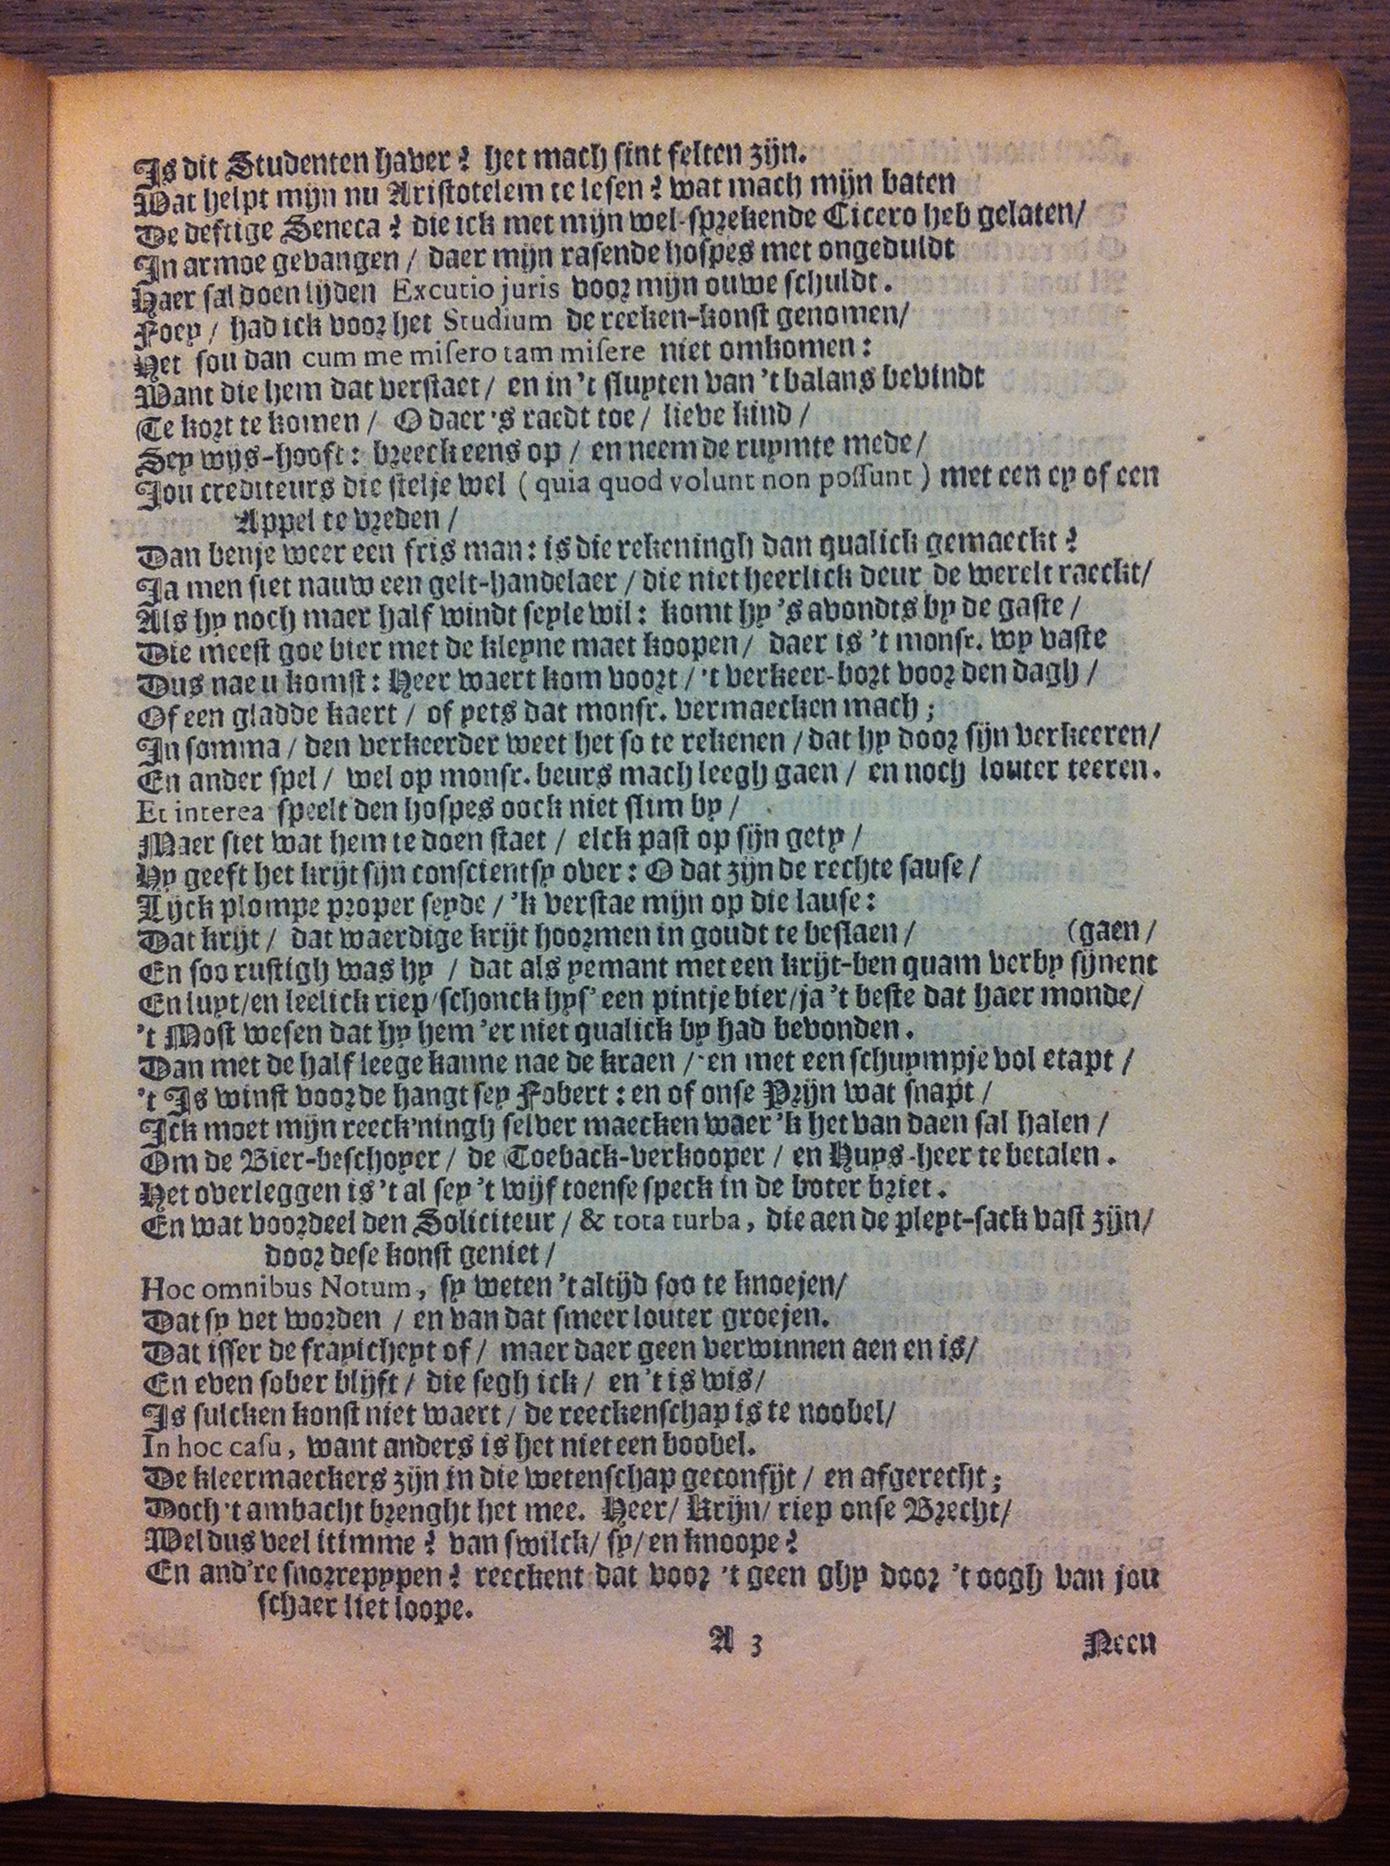 Is dit Studenten haver? het mach sint felten zijn.
Wat helpt mijn nu Aristotelem te lesen? wat mach mijn baten
De deftige Seneca? die ick met mijn wel-sprekende Cicero heb gelaten/
In armoe gevangen / daer mijn rasende hospes met ongeduldt
Haer sal doen lijden Excutio juris voor mijn ouwe schuldt.
Foey / had ick voor het Studium de reeken-konst genomen/
Het sou dan cum me misero tam misere niet omkomen:
Want die hem dat verstaet / en in 't sluyten van 't balans bevindt
Te kort te komen / O daer 's raedt toe / lieve kind /
Sey wijs-hooft: breeck eens op / en neem de ruymte mede /
Jou crediteurs die stelje wel ( quia quod volunt non possunt ) met een ey of een
Appel te vreden /
Dan benje weer een fris man: is die rekeningh dan qualick gemaeckt?
Ja men siet nauw een gelt-handelaer / die niet heerlick deur de werelt raeckt/
Als hy noch maer half windt seyle wil: komt hy 's avondts by de gaste /
Die meest goe bier met de kleyne maet koopen / daer is 't monsr. wy vaste
Dus nae u komst: Heer waert kom voort / 't verkeer-bort voor den dagh /
Of een gladde kaert / of yets dat monsr. vermaecken mach;
In somma / den verkeerder weet het so te rekenen / dat hy door sijn verkeeren/
En ander spel / wel op monsr. beurs mach leegh gaen / en noch louter teeren.
Et interea speelt den hospes oock niet slim by /
Maer siet wat hem te doen staet / elck past op sijn gety /
Hy geeft het krijt sijn conscientsy over: O dat zijn de rechte sause /
Lijck plompe proper seyde / 'k verstae mijn op die lause:
Dat krijt / dat waerdige krijt hoormen in goudt te beslaen / (gaen /
En soo rustigh was hy / dat als yemant met een krijt-ben quam verby sijnent
En luyt/en leelick riep/schonck hys' een pintje bier/ja 't beste dat haer monde/
't Most wesen dat hy hem 'er niet qualick by had bevonden.
Dan met de half leege kanne nae de kraen / en met een schuympje vol etapt /
't Is winst voorde hangt sey Fobert: en of onse Prijn wat snapt /
Ick moet mijn reeck'ningh selver maecken waer 'k het van daen sal halen /
Om de Bier-beschoyer / de Toeback-verkooper / en Huys-heer te betalen.
Het overleggen is 't al sey 't wijf toense speck in de boter briet.
En wat voordeel den Soliciteur / & tota turba, die aen de pleyt-sack vast zijn/
door dese konst geniet /
Hoc omnibus Notum, sy weten 't altijd soo te knoejen/
Dat sy vet worden / en van dat smeer louter groejen.
Dat isser de frayicheyt of / maer daer geen verwinnen aen en is/
En even sober blijft / die segh ick / en 't is wis/
Is sulcken konst niet waert / de reeckenschap is te noobel/
In hoc casu, want anders is het niet een boobel.
De kleermaeckers zijn in die wetenschap geconfijt / en afgerecht;
Doch 't ambacht brenght het mee. Heer/ Krijn/ riep onse Brecht/
Wel dus veel stimme? van swilck/ sy/ en knoope?
En and're snorrepypen? reeckent dat voor 't geen ghy door 't oogh van jou
schaer liet loope.
A 3 Neen